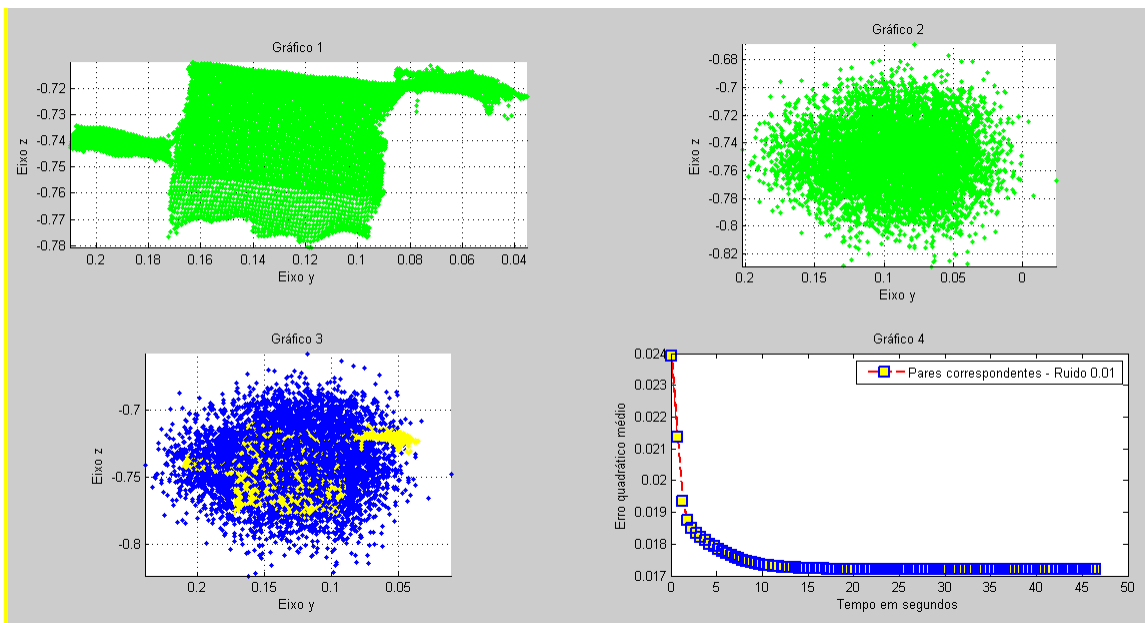 Gráfico 1
-0.72
-0.73
-0.74
-0.75
-0.76
-0.77
-0.78
Eixo z
0.2 0.18 0.16 0.14 0.12 0.1 0.08 0.06 0.04
Eixo y
Gráfico 2
-0.68
-0.7
-0.72
-0.74
-0.76
-0.78
-0.8
-0.82
Eixo z
0.2 0.15 0.1 0.05 0
Eixo y
Gráfico 3
-0.7
-0.75
-0.8
Eixo z
0.2 0.15 0.1 0.05
Eixo y
Gráfico 4
0.024
0.023
0.022
0.021
0.02
0.019
0.018
0.017
Erro quadrático médio
Pares correspondentes - Ruido 0.01
0 5 10 15 20 25 30 35 40 45 50
Tempo em segundos